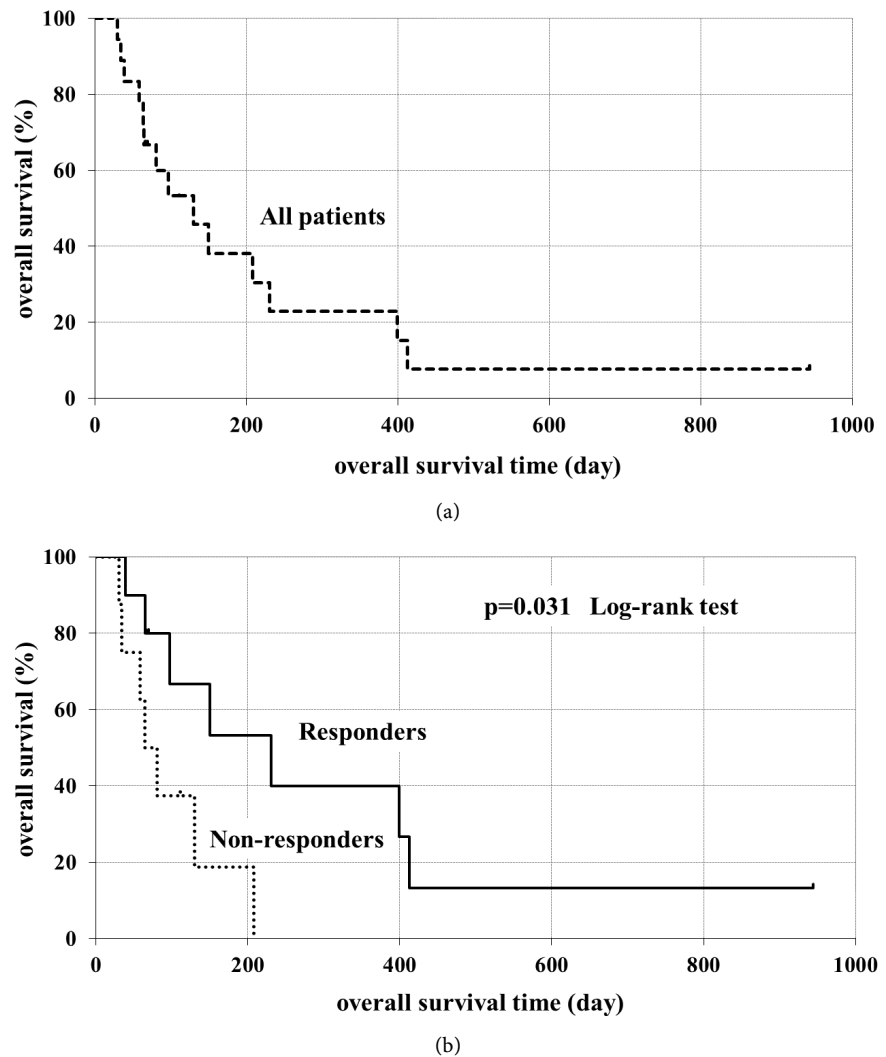 100
80
60
40
20
0
overall survival (%)
All patients
0 200 400 600 800 1000
overall survival time (day)
(a)
100
80
60
40
20
0
overall survival (%)
p=0.031 Log-rank test
Responders
Non-responders
0 200 400 600 800 1000
overall survival time (day)
(b)